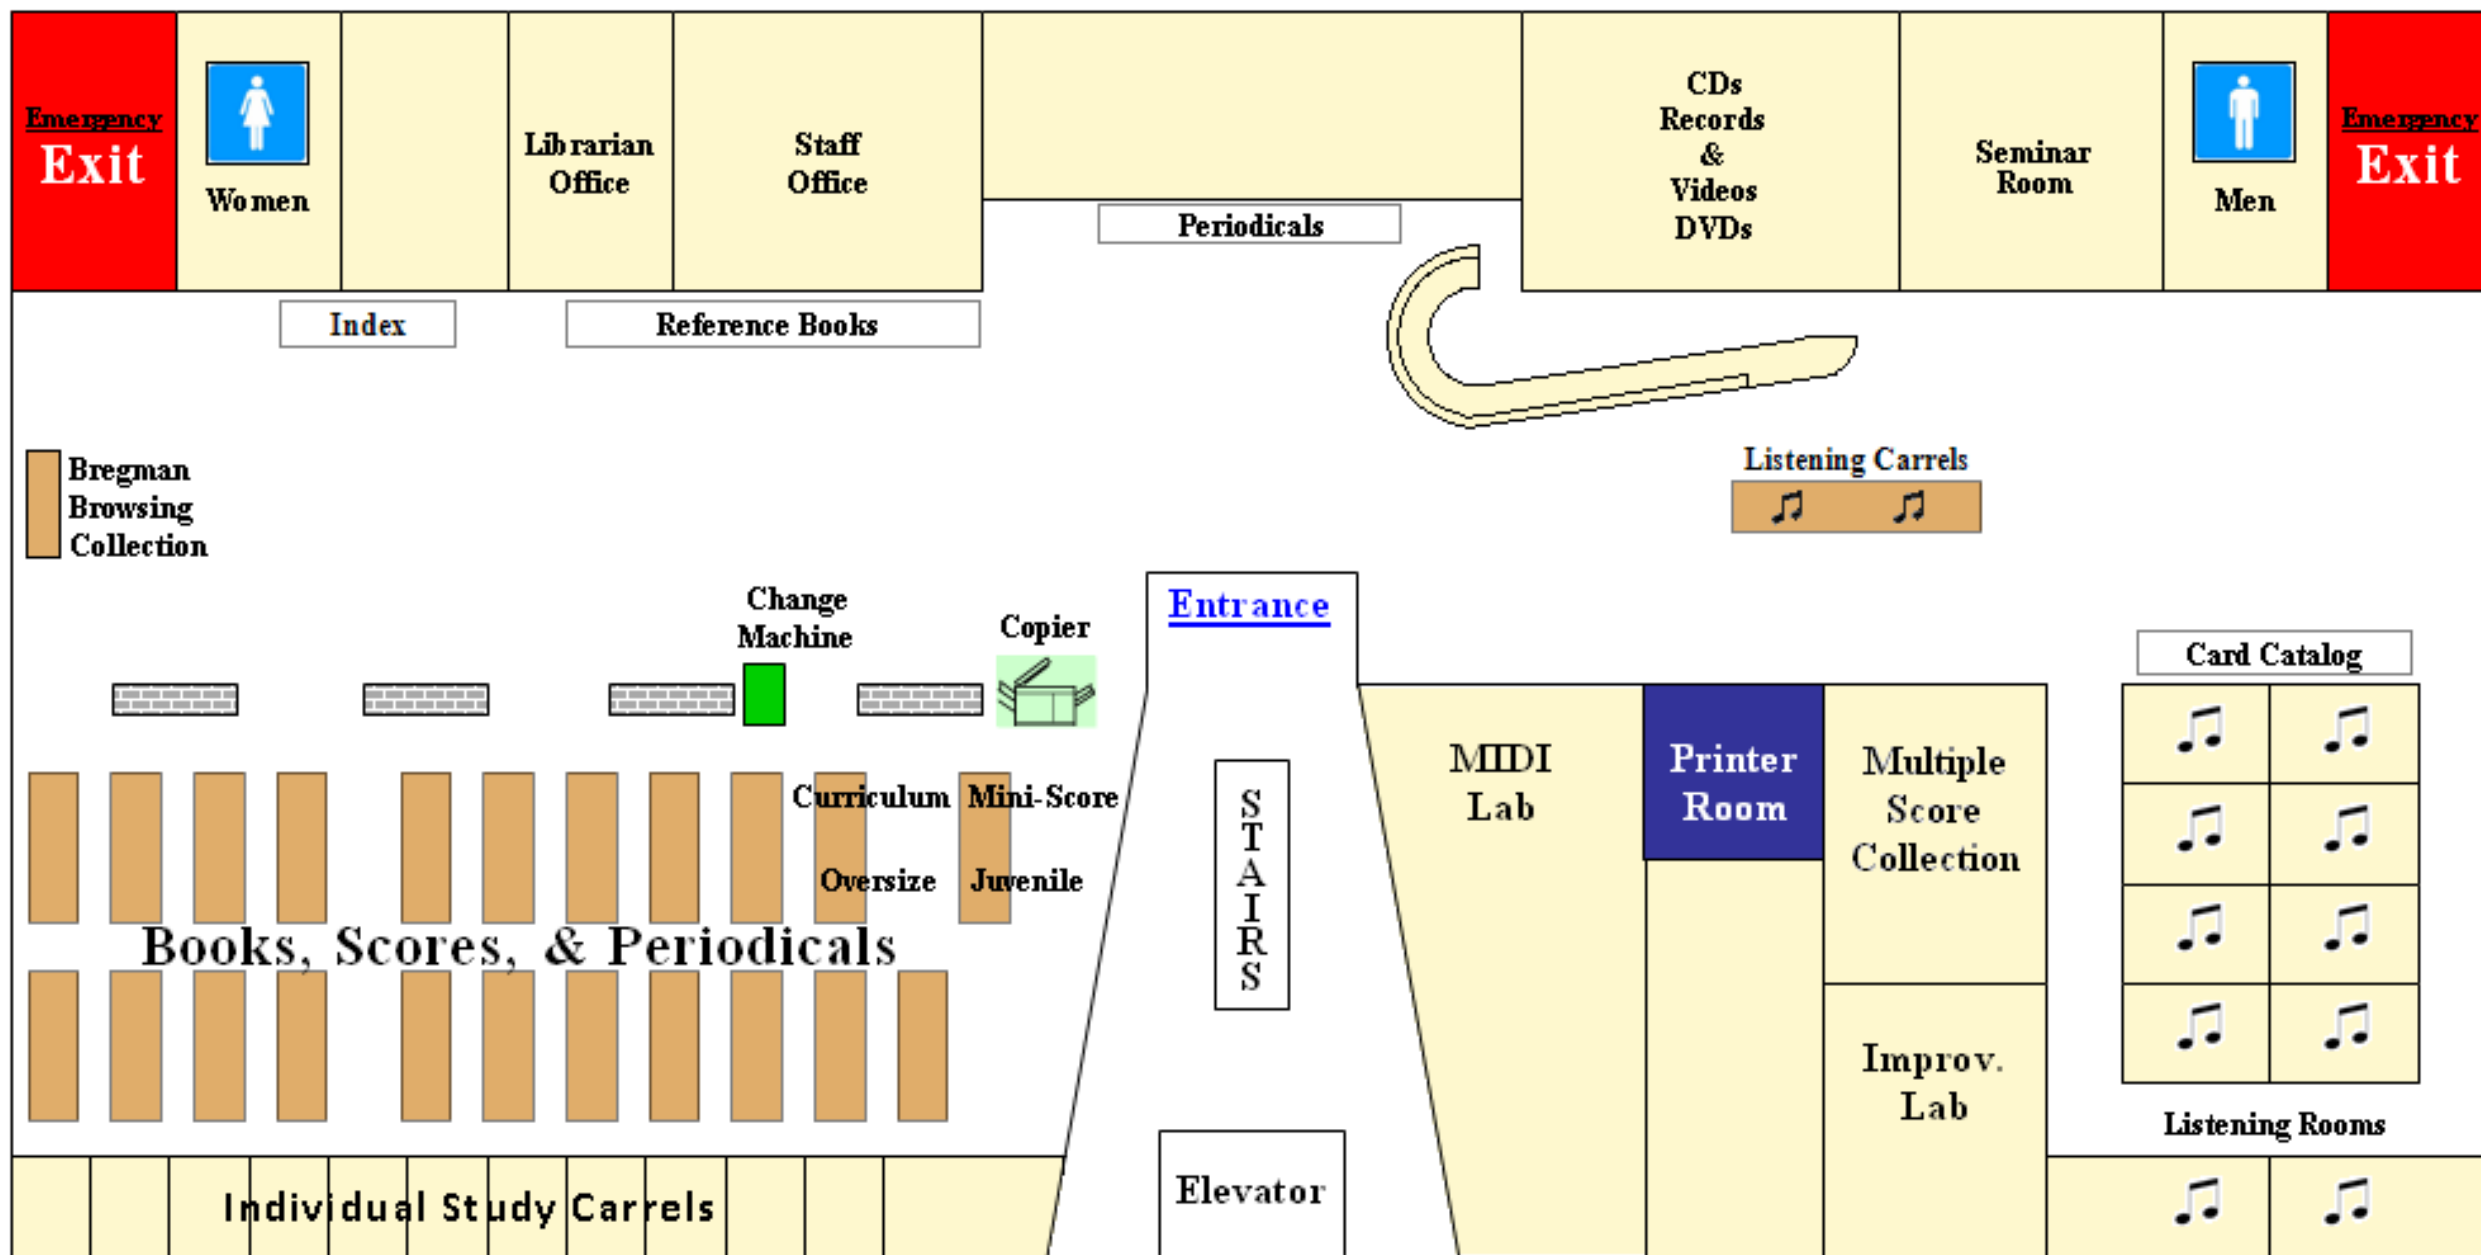 Emergency
Exit
Women
Librarian
Office
Staff
Office
CDs
Records
&
Videos
DVDs
Seminar
Room
Men
Emergency
Exit
Periodicals
Index
Reference Books
Bregman
Browsing
Collection
Listening Carrels
Change
Machine
Copier
Entrance
Card Catalog
MIDI
Lab
Printer
Room
Multiple
Score
Collection
Curriculum
Mini-Score
Oversize
Juvenile
STAIRS
Books, Scores, & Periodicals
Improv.
Lab
Listening Rooms
Individual Study Carrels
Elevator